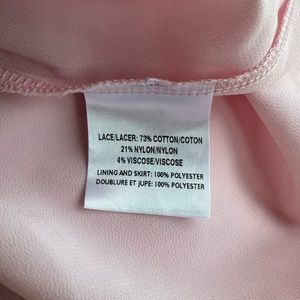 LACE/LACER: 73% COTTON/COTON
21% NYLON/NYLON
4% VISCOSE/VISCOSE
LINING AND SKIRT: 100% POLYESTER
DOUBLURE ET JUPE: 100% POLYESTER